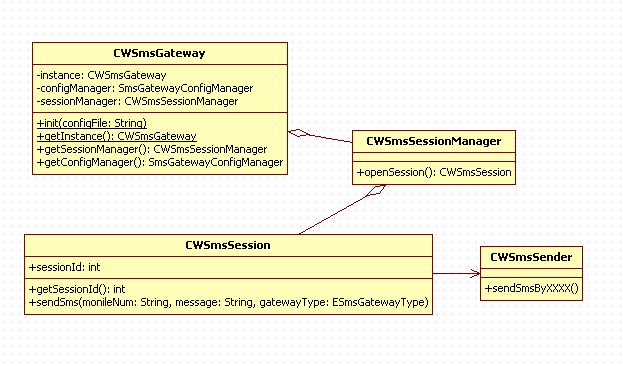 CWSmsGateway
-instance: CWSmsGateway
-configManager: SmsGatewayConfigManager
-sessionManager: CWSmsSessionManager
+init(configFile: String)
+getInstance(): CWSmsGateway
+getSessionManager(): CWSmsSessionManager
+getConfigManager(): SmsGatewayConfigManager
CWSmsSessionManager
+openSession(): CWSmsSession
CWSmsSession
+sessionId: int
+getSessionId(): int
+sendSms(monileNum: String, message: String, gatewayType: ESmsGatewayType)
CWSmsSender
+sendSmsByXXXX()